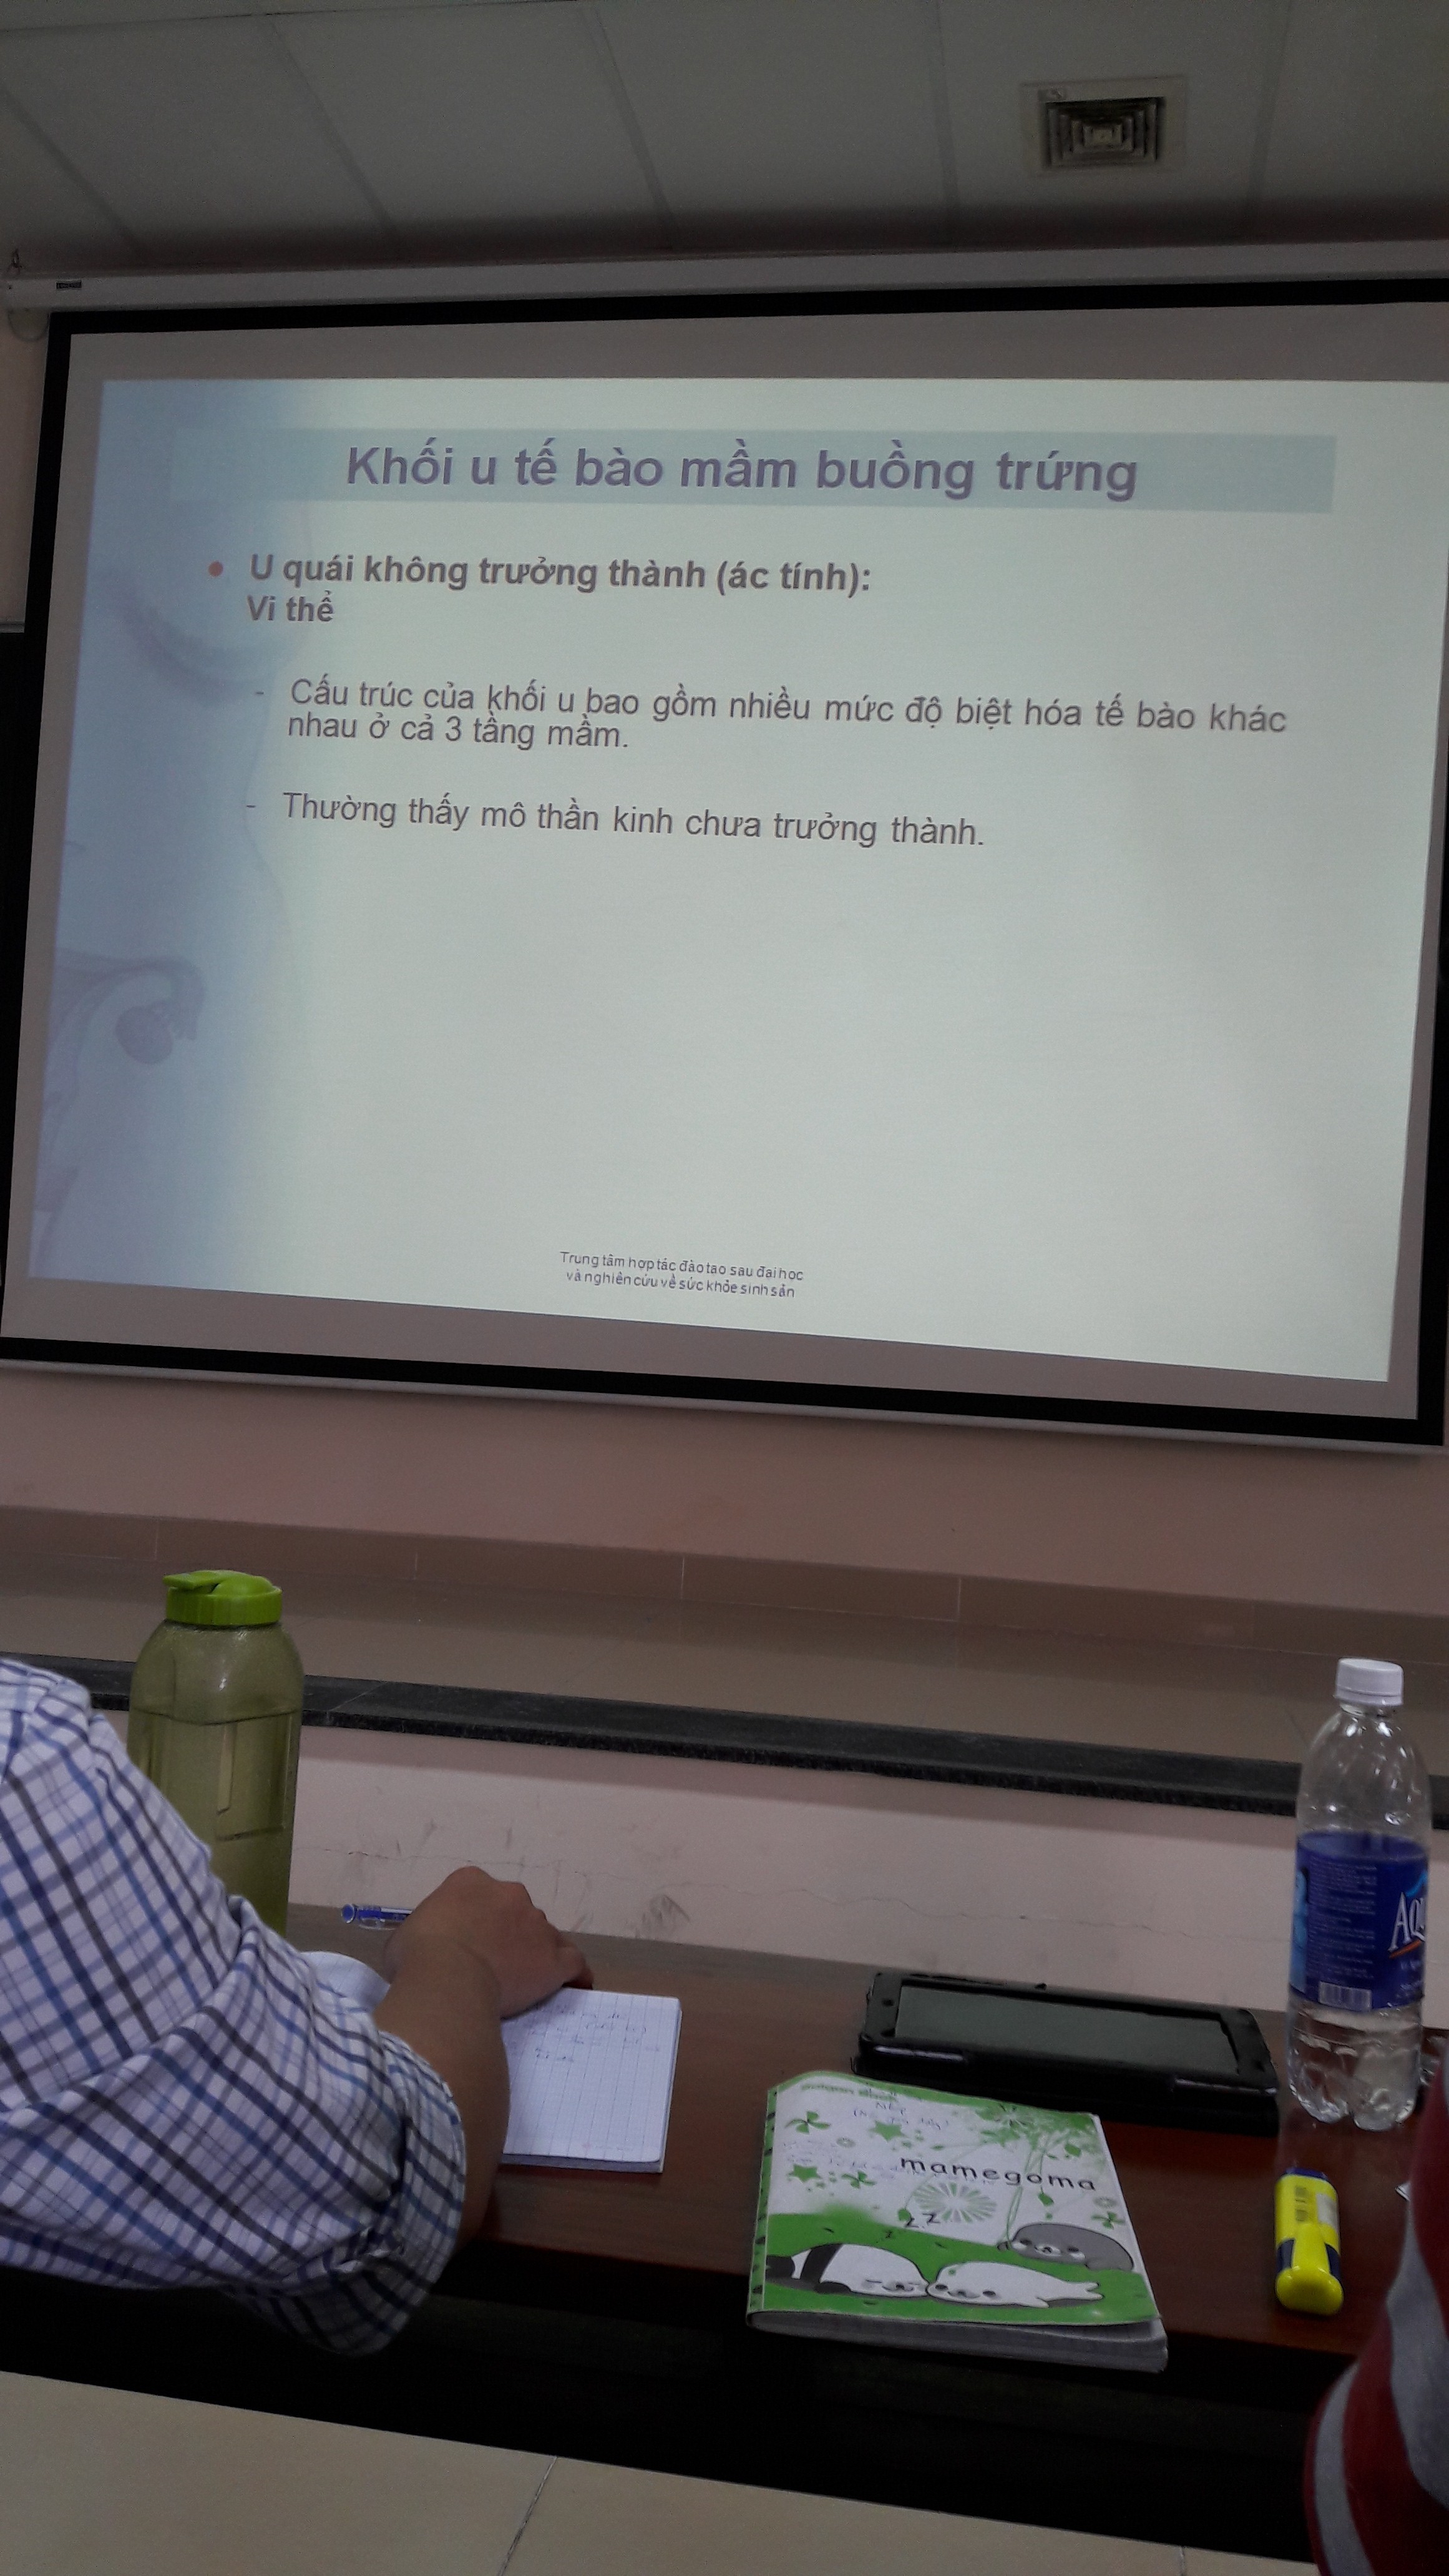 Khối u tế bào mầm buồng trứng
• U quái không trưởng thành (ác tính):
Vi thể
- Cấu trúc của khối u bao gồm nhiều mức độ biệt hóa tế bào khác
nhau ở cả 3 tầng mầm.
- Thường thấy mô thần kinh chưa trưởng thành.
Trung tâm hợp tác đào tạo sau đại học
và nghiên cứu về sức khỏe sinh sản
mamegoma
z z z